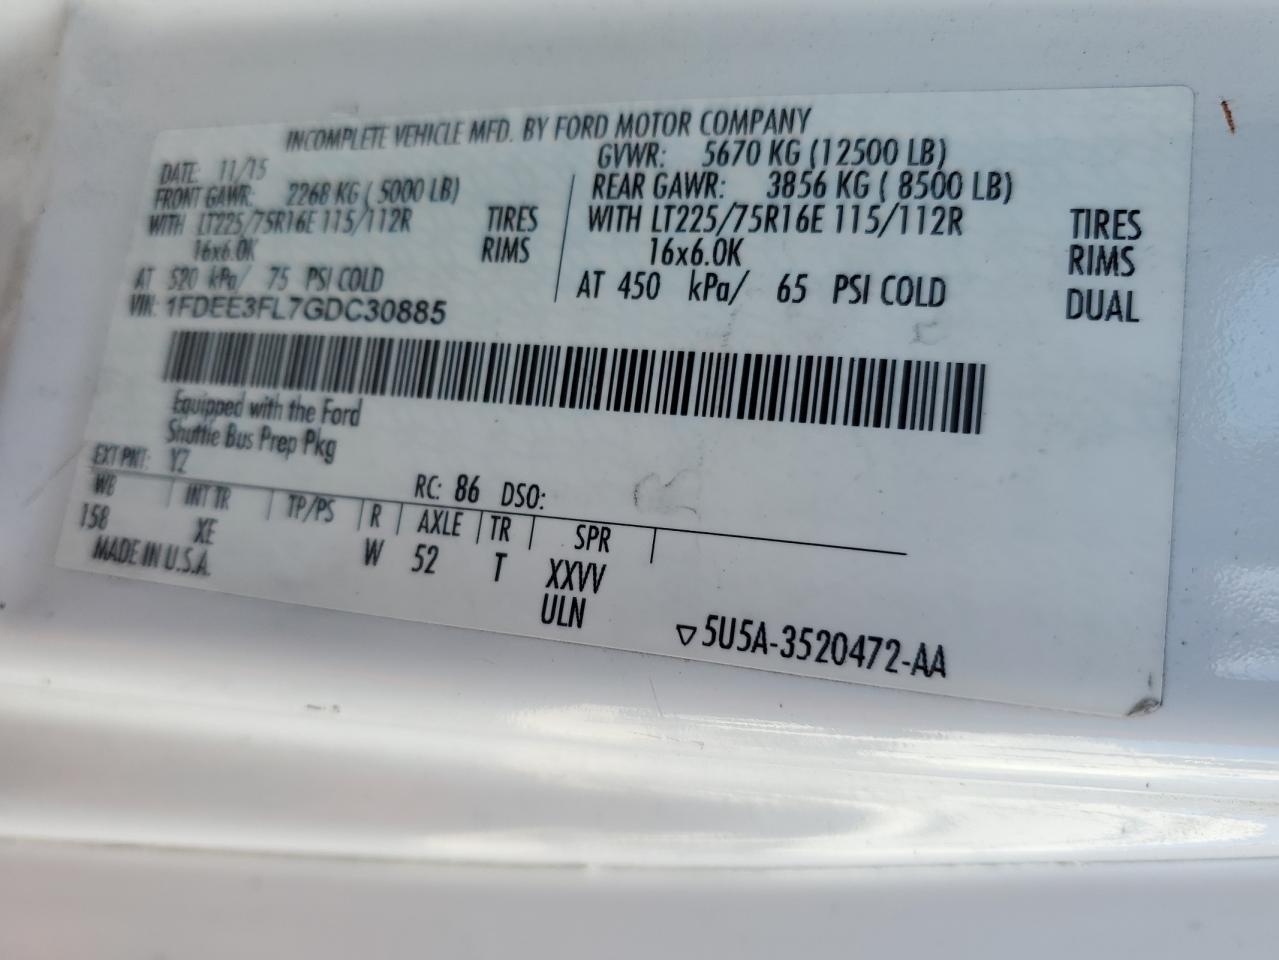 INCOMPLETE VEHICLE MFD. BY FORD MOTOR COMPANY
DATE: 11/15 GVWR: 5670 KG (12500 LB)
FRONT GAWR: 2268 KG ( 5000 LB) REAR GAWR: 3856 KG ( 8500 LB)
WITH LT225/75R16E 115/112R TIRES WITH LT225/75R16E 115/112R TIRES
16x6.0K RIMS 16x6.0K RIMS
AT 520 kPa/ 75 PSI COLD AT 450 kPa/ 65 PSI COLD DUAL
VIN: 1FDEE3FL7GDC30885
Equipped with the Ford
Shuttle Bus Prep Pkg
EXT PNT: YZ RC: 86 DSO:
WB INT TR TP/PS R AXLE TR SPR
158 XE W 52 T XXVV
MADE IN U.S.A. ULN
5U5A-3520472-AA